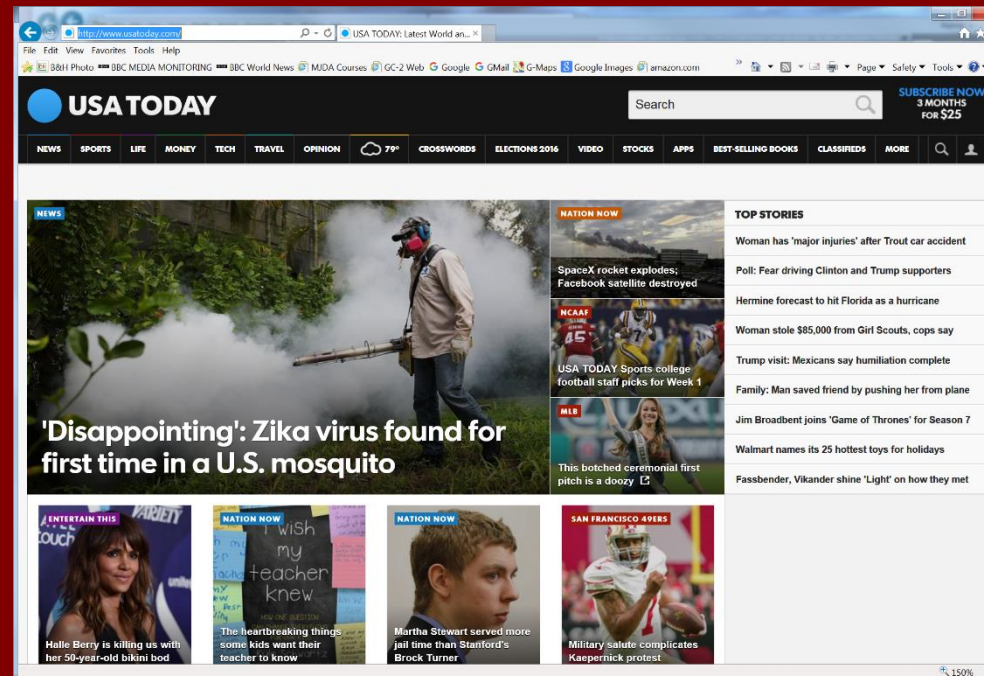 http://www.usatoday.com/
USA TODAY: Latest World an...
File Edit View Favorites Tools Help
B&H Photo BBC MEDIA MONITORING BBC World News MJDA Courses GC-2 Web Google GMail G-Maps Google Images amazon.com Page Safety Tools
USA TODAY
Search
SUBSCRIBE NOW
3 MONTHS
FOR $25
NEWS SPORTS LIFE MONEY TECH TRAVEL OPINION 79° CROSSWORDS ELECTIONS 2016 VIDEO STOCKS APPS BEST-SELLING BOOKS CLASSIFIEDS MORE
NEWS
'Disappointing': Zika virus found for
first time in a U.S. mosquito
NATION NOW
SpaceX rocket explodes;
Facebook satellite destroyed
NCAAF
USA TODAY Sports college
football staff picks for Week 1
MLB
This botched ceremonial first
pitch is a doozy
TOP STORIES
Woman has 'major injuries' after Trout car accident
Poll: Fear driving Clinton and Trump supporters
Hermine forecast to hit Florida as a hurricane
Woman stole $85,000 from Girl Scouts, cops say
Trump visit: Mexicans say humiliation complete
Family: Man saved friend by pushing her from plane
Jim Broadbent joins 'Game of Thrones' for Season 7
Walmart names its 25 hottest toys for holidays
Fassbender, Vikander shine 'Light' on how they met
ENTERTAIN THIS
VARIETY
touch
Halle Berry is killing us with
her 50-year-old bikini bod
NATION NOW
I wish
my
teacher
knew
The heartbreaking things
some kids want their
teacher to know
NATION NOW
Martha Stewart served more
jail time than Stanford's
Brock Turner
SAN FRANCISCO 49ERS
Military salute complicates
Kaepernick protest
150%